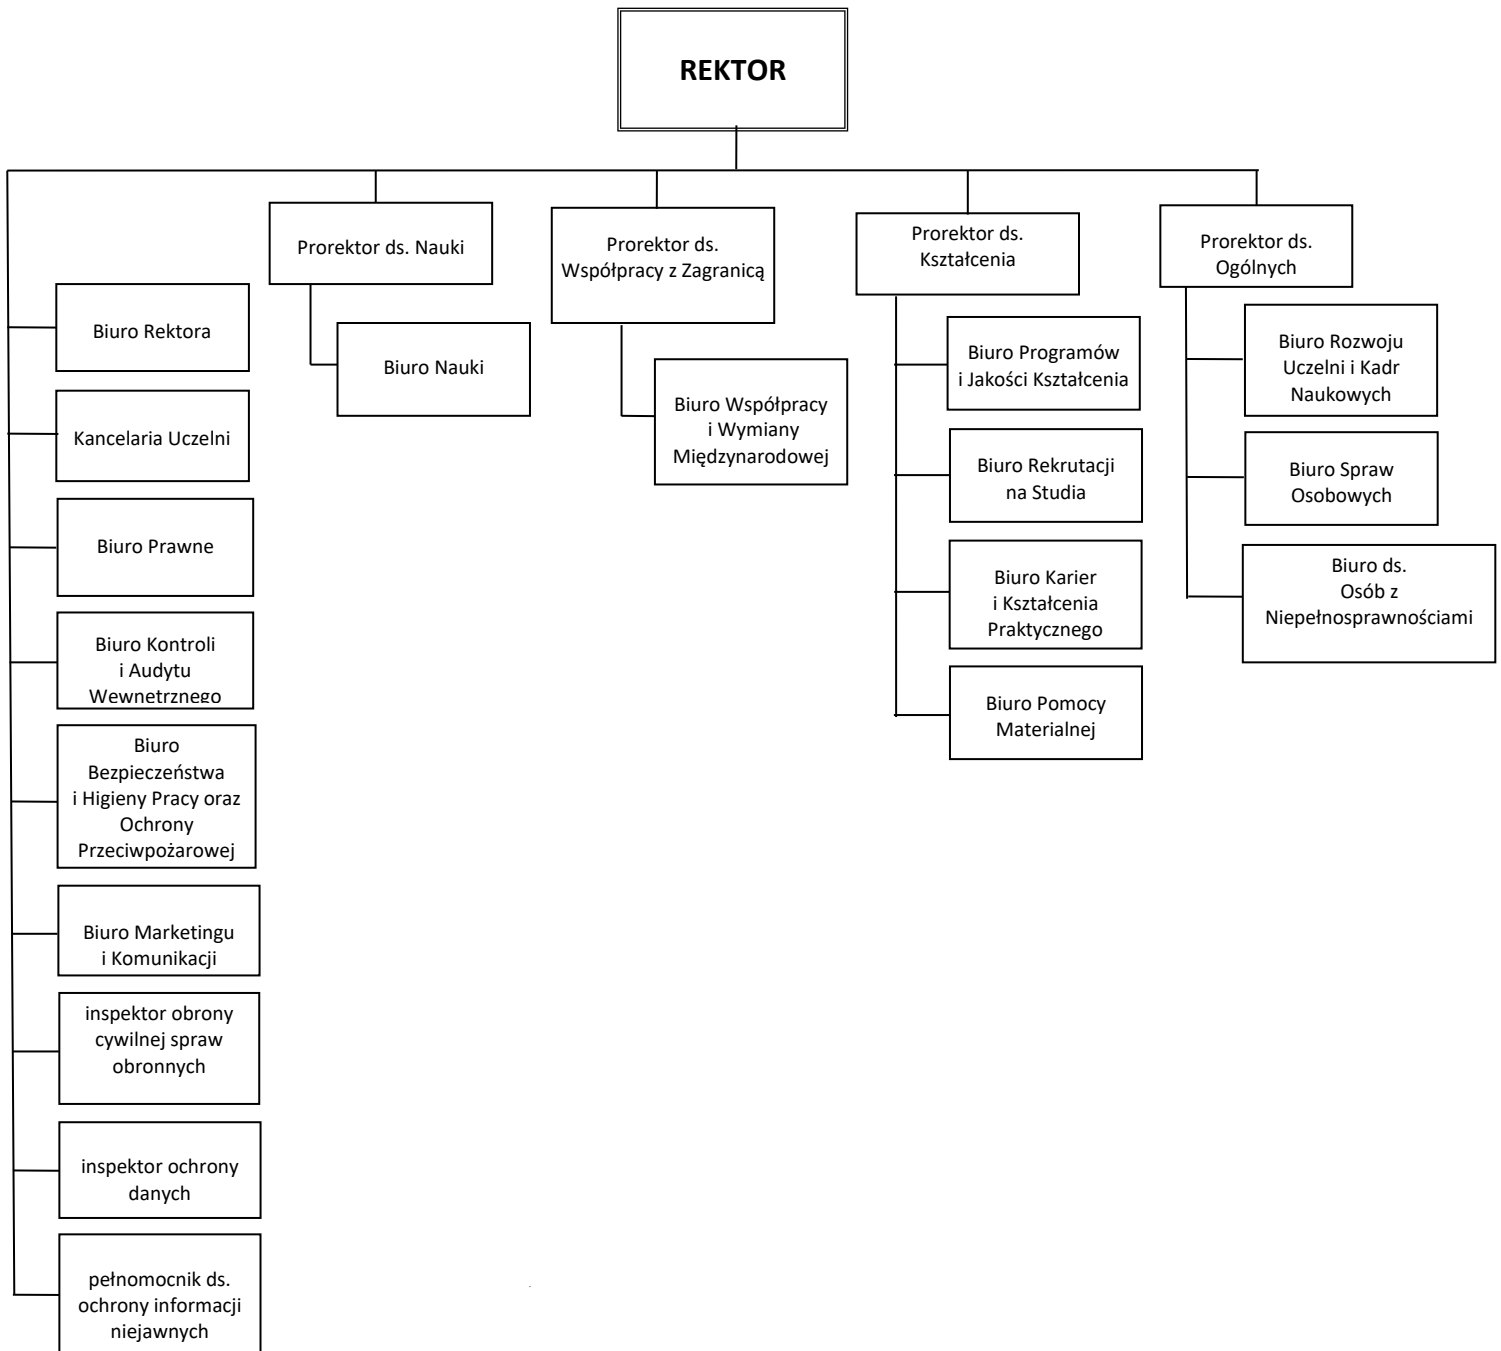 REKTOR
Prorektor ds. Nauki
Prorektor ds.
Współpracy z Zagranicą
Prorektor ds.
Kształcenia
Prorektor ds.
Ogólnych
Biuro Rektora
Kancelaria Uczelni
Biuro Prawne
Biuro Kontroli
i Audytu
Wewnętrznego
Biuro
Bezpieczeństwa
i Higieny Pracy oraz
Ochrony
Przeciwpożarowej
Biuro Marketingu
i Komunikacji
inspektor obrony
cywilnej spraw
obronnych
inspektor ochrony
danych
pełnomocnik ds.
ochrony informacji
niejawnych
Biuro Nauki
Biuro Współpracy
i Wymiany
Międzynarodowej
Biuro Programów
i Jakości Kształcenia
Biuro Rekrutacji
na Studia
Biuro Karier
i Kształcenia
Praktycznego
Biuro Pomocy
Materialnej
Biuro Rozwoju
Uczelni i Kadr
Naukowych
Biuro Spraw
Osobowych
Biuro ds.
Osób z
Niepełnosprawnościami